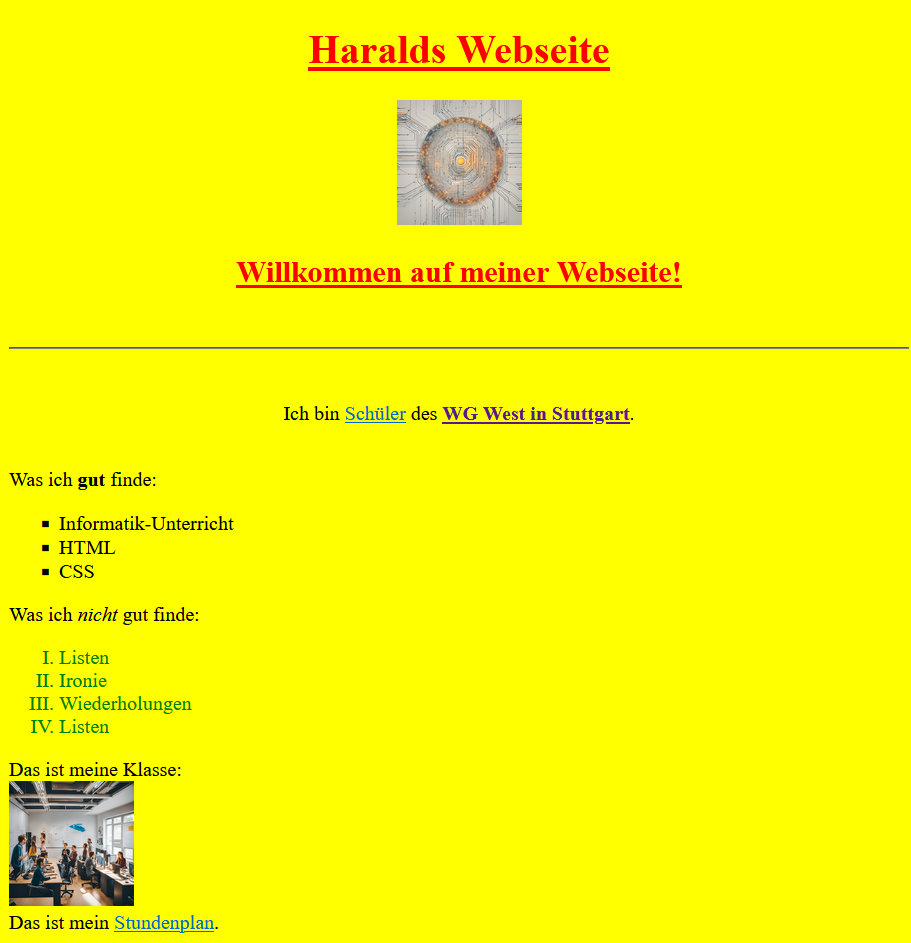 Haralds Webseite
Willkommen auf meiner Webseite!
Ich bin Schüler des WG West in Stuttgart.
Was ich gut finde:
▪ Informatik-Unterricht
▪ HTML
▪ CSS
Was ich nicht gut finde:
I. Listen
II. Ironie
III. Wiederholungen
IV. Listen
Das ist meine Klasse:
Das ist mein Stundenplan.